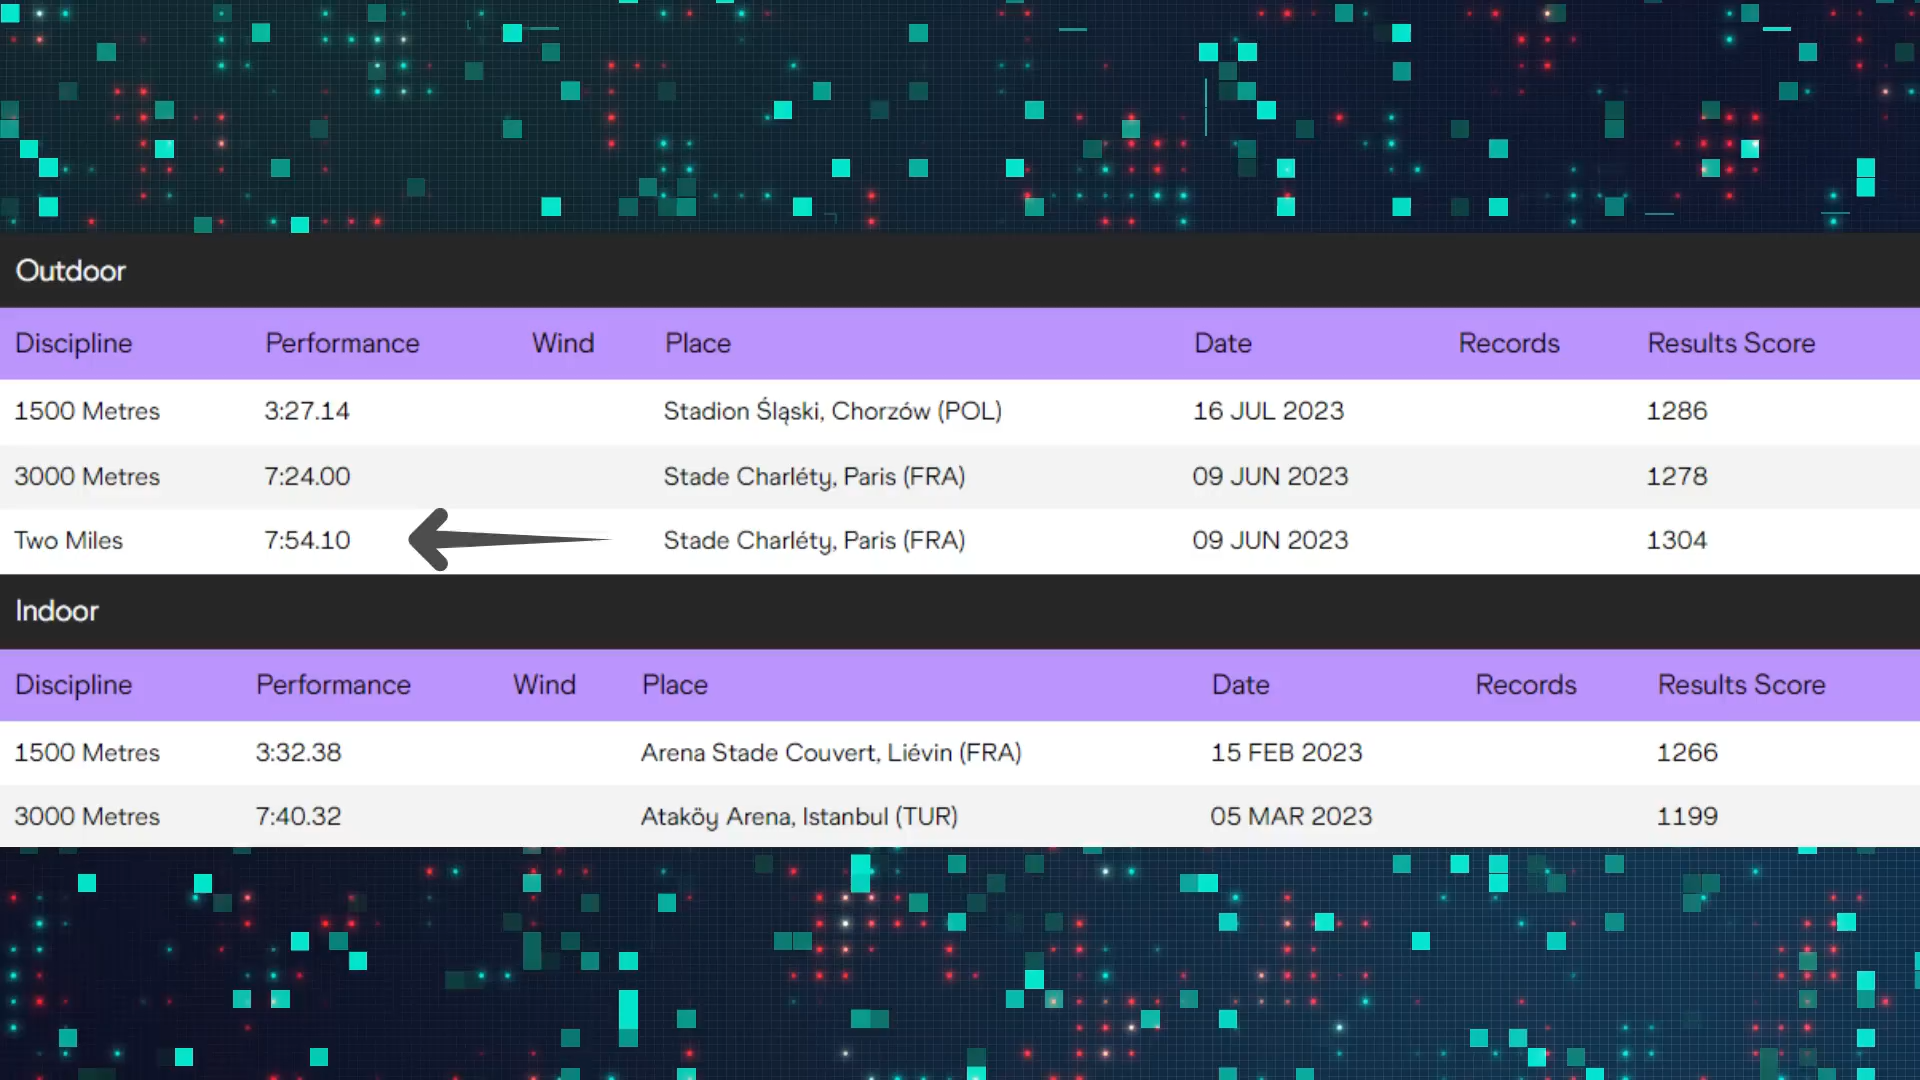 Outdoor
Discipline Performance Wind Place Date Records Results Score
1500 Metres 3:27.14 Stadion Śląski, Chorzów (POL) 16 JUL 2023 1286
3000 Metres 7:24.00 Stade Charléty, Paris (FRA) 09 JUN 2023 1278
Two Miles 7:54.10 Stade Charléty, Paris (FRA) 09 JUN 2023 1304
Indoor
Discipline Performance Wind Place Date Records Results Score
1500 Metres 3:32.38 Arena Stade Couvert, Liévin (FRA) 15 FEB 2023 1266
3000 Metres 7:40.32 Ataköy Arena, Istanbul (TUR) 05 MAR 2023 1199